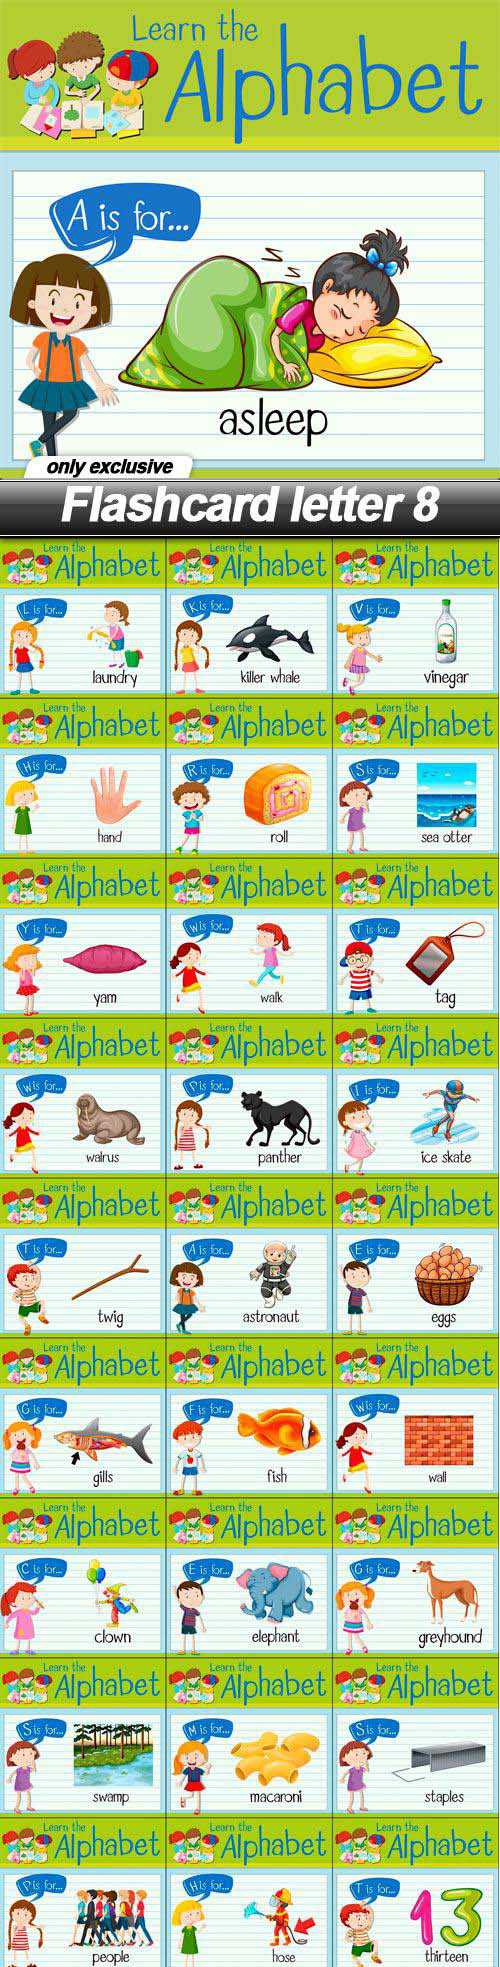 Learn the
Alphabet
A is for...
asleep
only exclusive
Flashcard letter 8
Learn the
Alphabet
L is for...
laundry
Learn the
Alphabet
K is for...
killer whale
Learn the
Alphabet
V is for...
vinegar
Learn the
Alphabet
H is for...
hand
Learn the
Alphabet
R is for...
roll
Learn the
Alphabet
S is for...
sea otter
Learn the
Alphabet
Y is for...
yam
Learn the
Alphabet
W is for...
walk
Learn the
Alphabet
T is for...
tag
Learn the
Alphabet
W is for...
walrus
Learn the
Alphabet
P is for...
panther
Learn the
Alphabet
I is for...
ice skate
Learn the
Alphabet
T is for...
twig
Learn the
Alphabet
A is for...
astronaut
Learn the
Alphabet
E is for...
eggs
Learn the
Alphabet
G is for...
gills
Learn the
Alphabet
F is for...
fish
Learn the
Alphabet
W is for...
wall
Learn the
Alphabet
C is for...
clown
Learn the
Alphabet
E is for...
elephant
Learn the
Alphabet
G is for...
greyhound
Learn the
Alphabet
S is for...
swamp
Learn the
Alphabet
M is for...
macaroni
Learn the
Alphabet
S is for...
staples
Learn the
Alphabet
P is for...
people
Learn the
Alphabet
H is for...
hose
Learn the
Alphabet
T is for...
13
thirteen